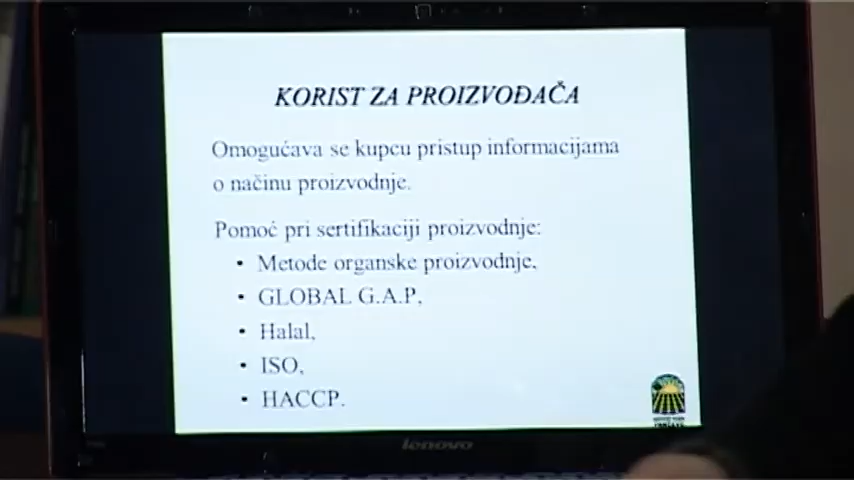 KORIST ZA PROIZVOĐAČA
Omogućava se kupcu pristup informacijama
o načinu proizvodnje.
Pomoć pri sertifikaciji proizvodnje:
• Metode organske proizvodnje,
• GLOBAL G.A.P,
• Halal,
• ISO,
• HACCP.
lenovo